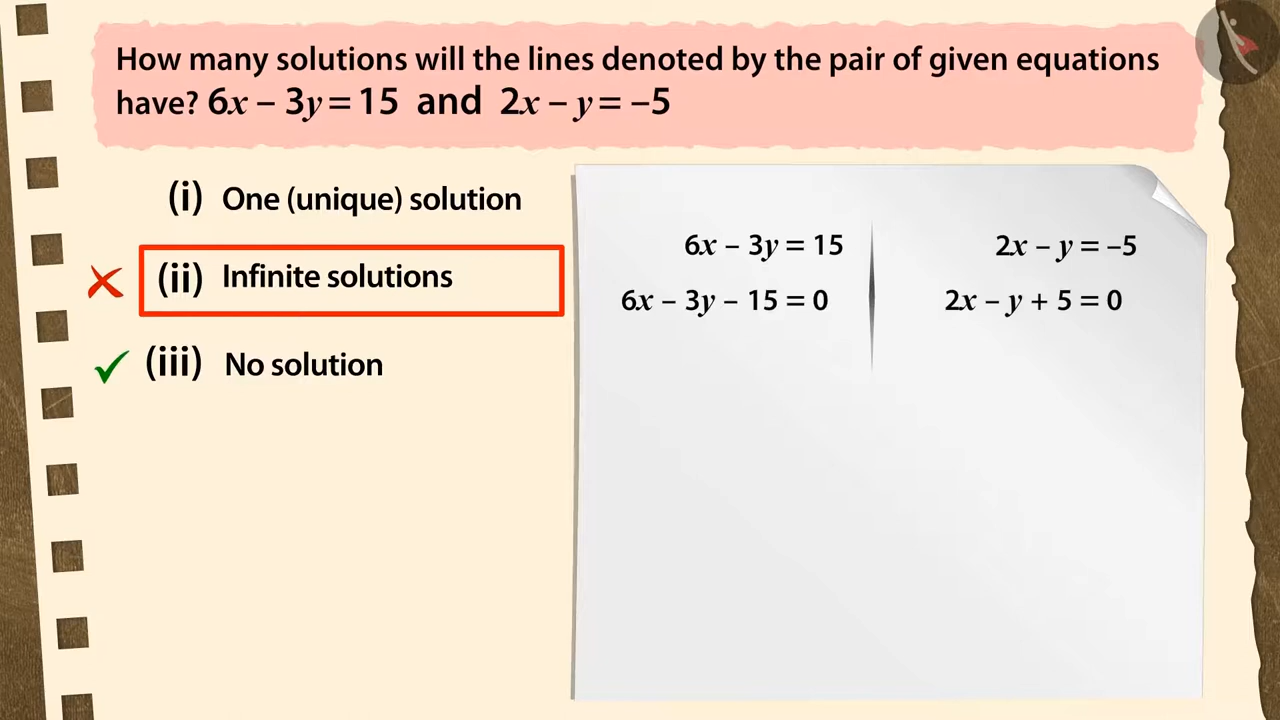 How many solutions will the lines denoted by the pair of given equations
have? 6x – 3y = 15 and 2x – y = –5
(i) One (unique) solution
(ii) Infinite solutions
(iii) No solution
6x – 3y = 15
2x – y = –5
6x – 3y – 15 = 0
2x – y + 5 = 0